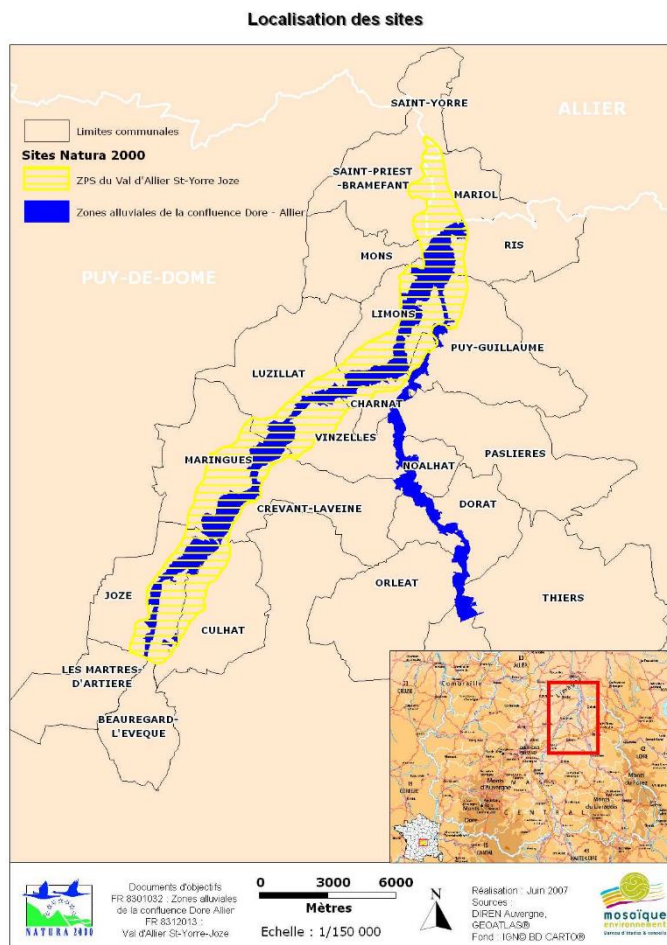 Localisation des sites
SAINT-YORRE
ALLIER
Limites communales
Sites Natura 2000
ZPS du Val d'Allier St-Yorre Joze
Zones alluviales de la confluence Dore - Allier
SAINT-PRIEST
-BRAMEFANT
MARIOL
MONS
RIS
PUY-DE-DOME
LIMONS
PUY-GUILLAUME
LUZILLAT
CHARNAT
VINZELLES
MARINGUES
NOALHAT
PASLIERES
CREVANT-LAVEINE
DORAT
ORLEAT
THIERS
JOZE
CULHAT
LES MARTRES-
D'ARTIERE
BEAUREGARD-
L'EVEQUE
NATURA 2000
Documents d'objectifs
FR 8301032 : Zones alluviales
de la confluence Dore Allier
FR 8312013 :
Val d'Allier St-Yorre-Joze
0 3000 6000
Mètres
Echelle : 1/150 000
N
Réalisation : Juin 2007
Sources :
DIREN Auvergne,
GEOATLAS®
Fond : IGN© BD CARTO®
mosaïque
environnement